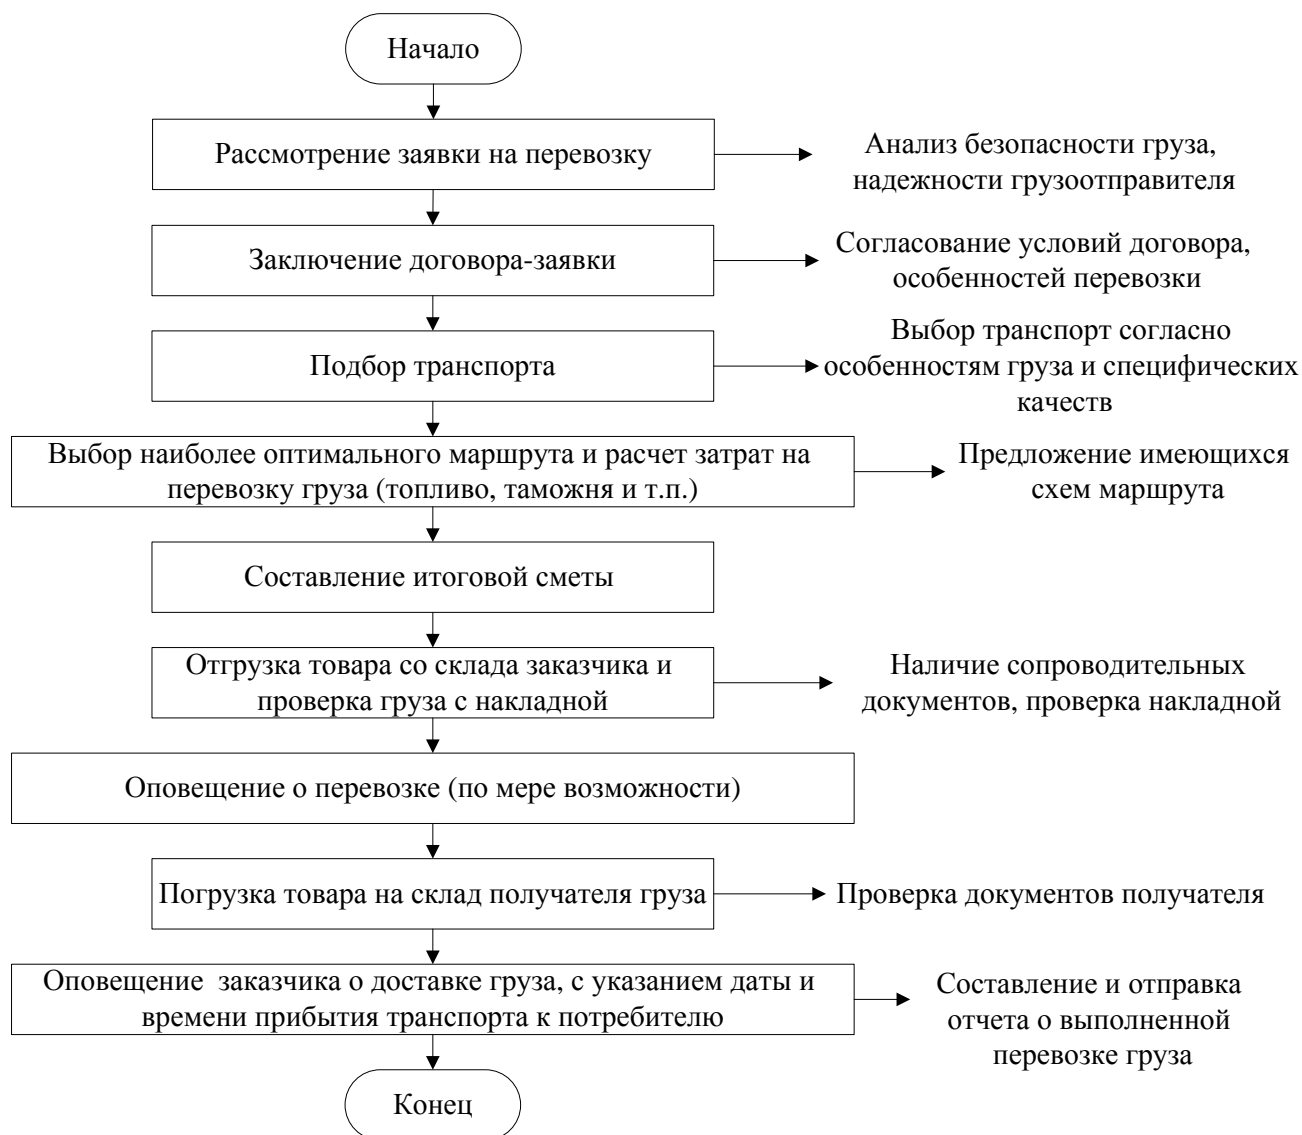 Начало
Рассмотрение заявки на перевозку
Анализ безопасности груза,
надежности грузоотправителя
Заключение договора-заявки
Согласование условий договора,
особенностей перевозки
Подбор транспорта
Выбор транспорт согласно
особенностям груза и специфических
качеств
Выбор наиболее оптимального маршрута и расчет затрат на
перевозку груза (топливо, таможня и т.п.)
Предложение имеющихся
схем маршрута
Составление итоговой сметы
Отгрузка товара со склада заказчика и
проверка груза с накладной
Наличие сопроводительных
документов, проверка накладной
Оповещение о перевозке (по мере возможности)
Погрузка товара на склад получателя груза
Проверка документов получателя
Оповещение  заказчика о доставке груза, с указанием даты и
времени прибытия транспорта к потребителю
Составление и отправка
отчета о выполненной
перевозке груза
Конец